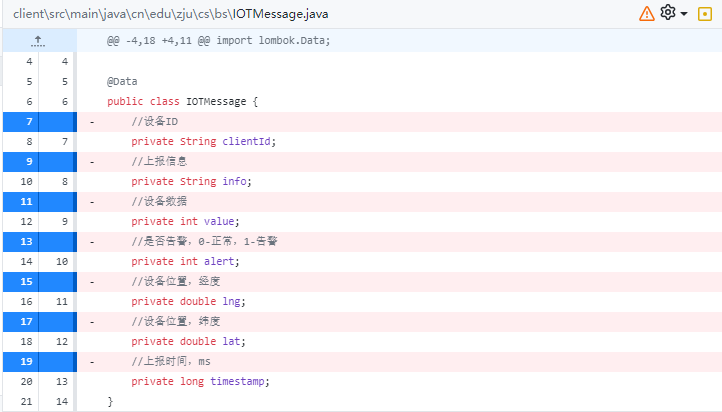 client\src\main\java\cn\edu\zju\cs\bs\IOTMessage.java
@@ -4,18 +4,11 @@ import lombok.Data;
4 4
5 5 @Data
6 6 public class IOTMessage {
7 - //设备ID
8 7 private String clientId;
9 - //上报信息
10 8 private String info;
11 - //设备数据
12 9 private int value;
13 - //是否告警，0-正常，1-告警
14 10 private int alert;
15 - //设备位置，经度
16 11 private double lng;
17 - //设备位置，纬度
18 12 private double lat;
19 - //上报时间，ms
20 13 private long timestamp;
21 14 }